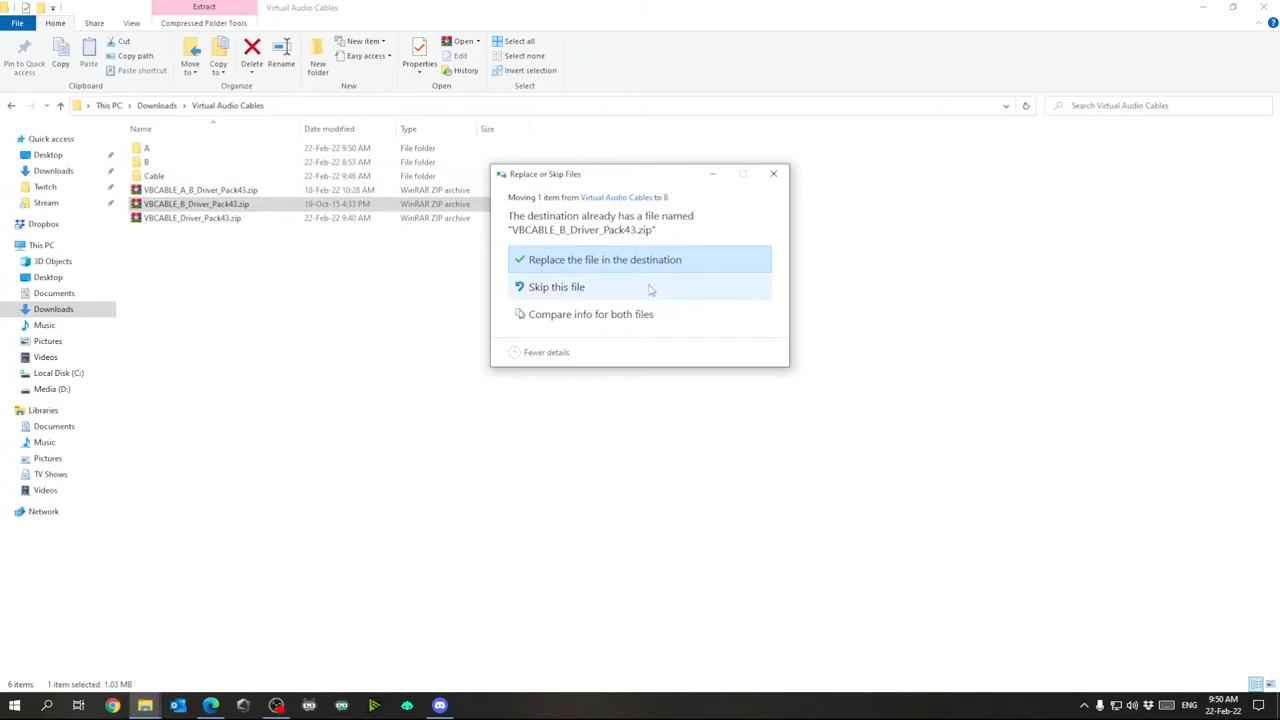 Extract
Virtual Audio Cables
File
Home
Share
View
Compressed Folder Tools
Pin to Quick access
Copy
Paste
Cut
Copy path
Paste shortcut
Clipboard
Move to
Copy to
Delete
Rename
Organize
New folder
New item
Easy access
New
Properties
Open
Edit
History
Open
Select all
Select none
Invert selection
Select
This PC
Downloads
Virtual Audio Cables
Search Virtual Audio Cables
Name
Date modified
Type
Size
A 22-Feb-22 9:50 AM File folder
B 22-Feb-22 8:53 AM File folder
Cable 22-Feb-22 9:46 AM File folder
VBCABLE_A_B_Driver_Pack43.zip 18-Feb-22 10:28 AM WinRAR ZIP archive
VBCABLE_B_Driver_Pack43.zip 19-Oct-15 4:33 PM WinRAR ZIP archive
VBCABLE_Driver_Pack43.zip 22-Feb-22 9:40 AM WinRAR ZIP archive
Quick access
Desktop
Downloads
Twitch
Stream
Dropbox
This PC
3D Objects
Desktop
Documents
Downloads
Music
Pictures
Videos
Local Disk (C:)
Media (D:)
Libraries
Documents
Music
Pictures
TV Shows
Videos
Network
Replace or Skip Files
Moving 1 item from Virtual Audio Cables to B
The destination already has a file named
"VBCABLE_B_Driver_Pack43.zip"
Replace the file in the destination
Skip this file
Compare info for both files
Fewer details
6 items 1 item selected 1.03 MB
9:50 AM
22-Feb-22